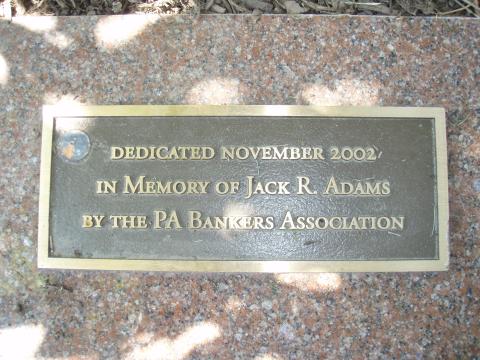 DEDICATED NOVEMBER 2002
IN MEMORY OF JACK R. ADAMS
BY THE PA BANKERS ASSOCIATION